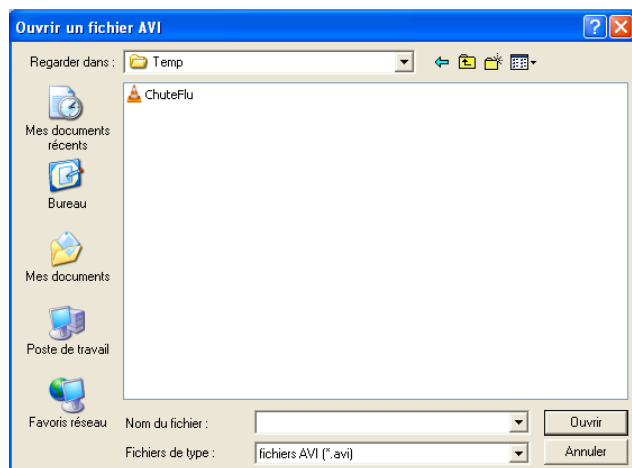 Ouvrir un fichier AVI
Regarder dans :
Temp
ChuteFlu
Mes documents
récents
Bureau
Mes documents
Poste de travail
Favoris réseau
Nom du fichier :
Ouvrir
Fichiers de type :
fichiers AVI (*.avi)
Annuler